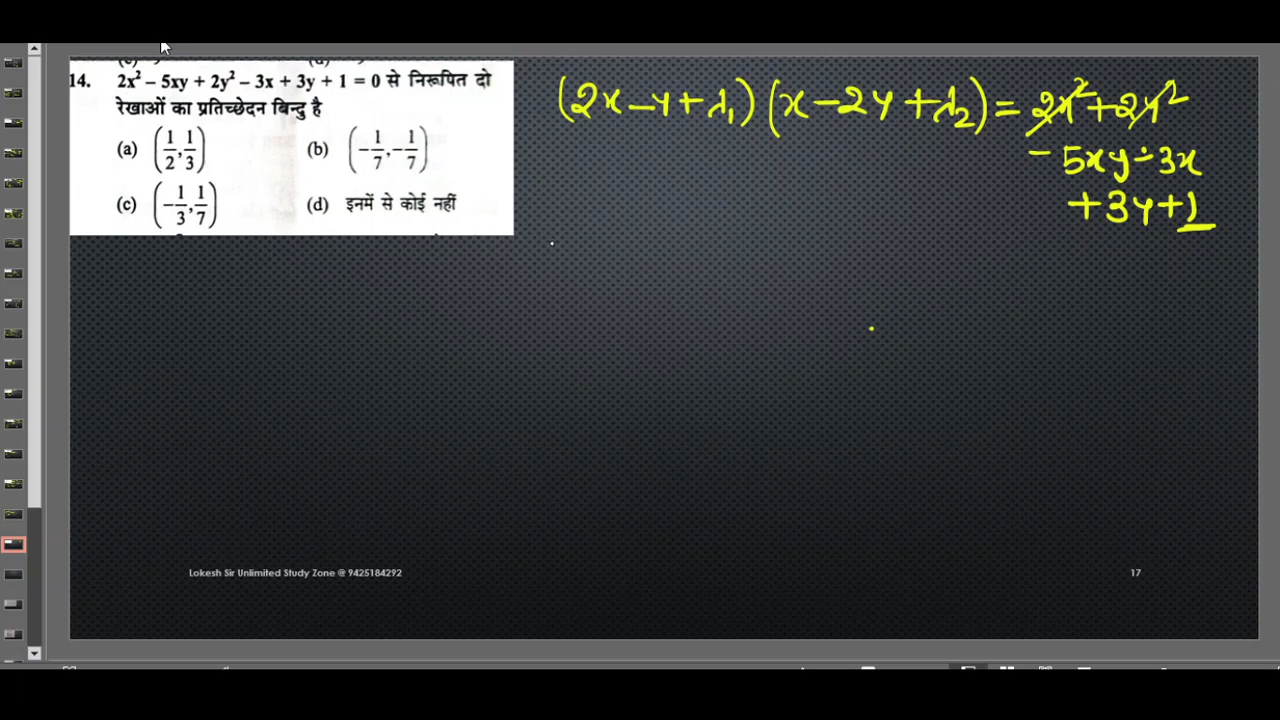 14. 2x² – 5xy + 2y² – 3x + 3y + 1 = 0 से निरूपित दो
रेखाओं का प्रतिच्छेदन बिन्दु है
(a) (1/2, 1/3) (b) (–1/7, –1/7)
(c) (–1/3, 1/7) (d) इनमें से कोई नहीं
(2x – y + λ₁) (x – 2y + λ₂) = 2x² + 2y²
– 5xy – 3x
+ 3y + 1
Lokesh Sir Unlimited Study Zone @ 9425184292
17